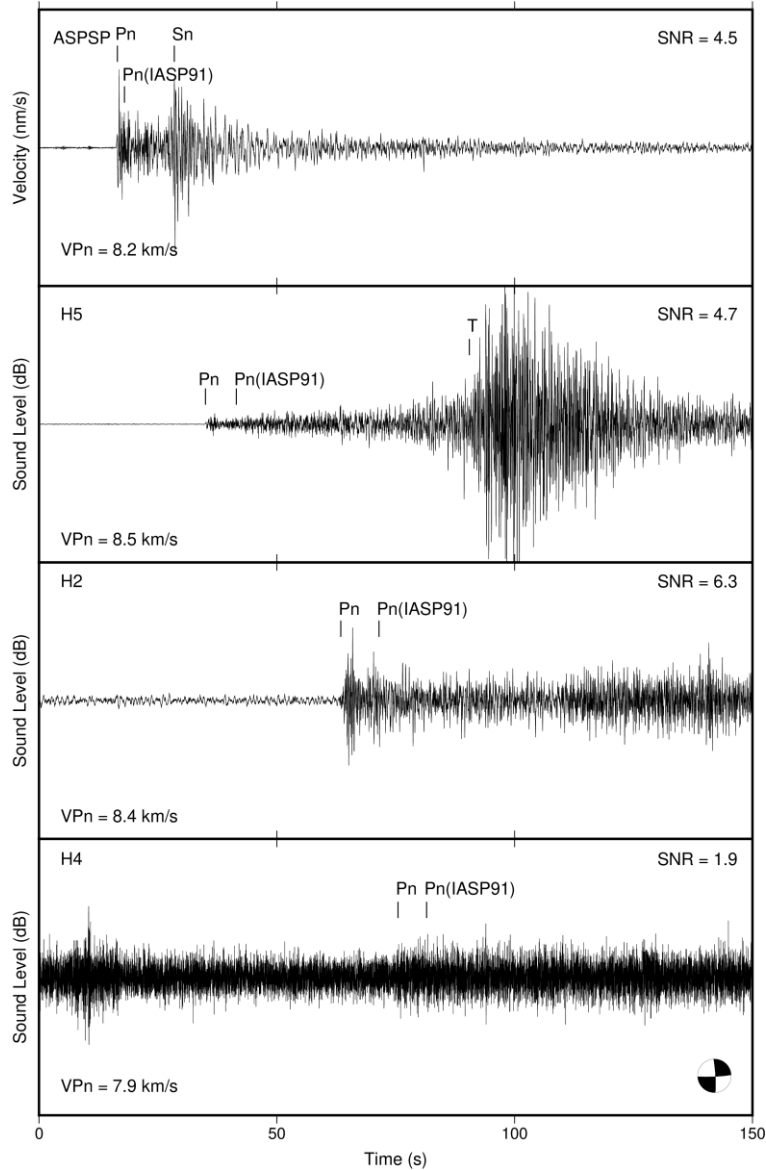 ASPSP Pn Sn SNR = 4.5
Pn(IASP91)
Velocity (nm/s)
VPn = 8.2 km/s
H5 SNR = 4.7
T
Pn Pn(IASP91)
Sound Level (dB)
VPn = 8.5 km/s
H2 SNR = 6.3
Pn Pn(IASP91)
Sound Level (dB)
VPn = 8.4 km/s
H4 SNR = 1.9
Pn Pn(IASP91)
Sound Level (dB)
VPn = 7.9 km/s
0 50 100 150
Time (s)